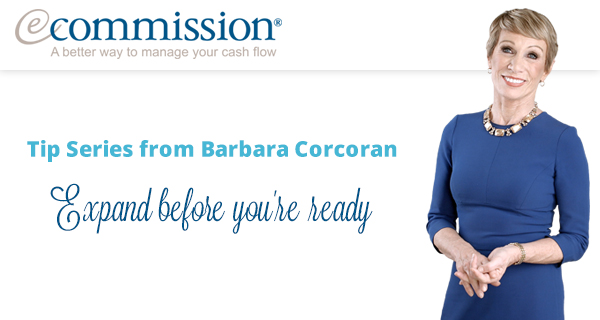 ecommission®
A better way to manage your cash flow
Tip Series from Barbara Corcoran
Expand before you're ready